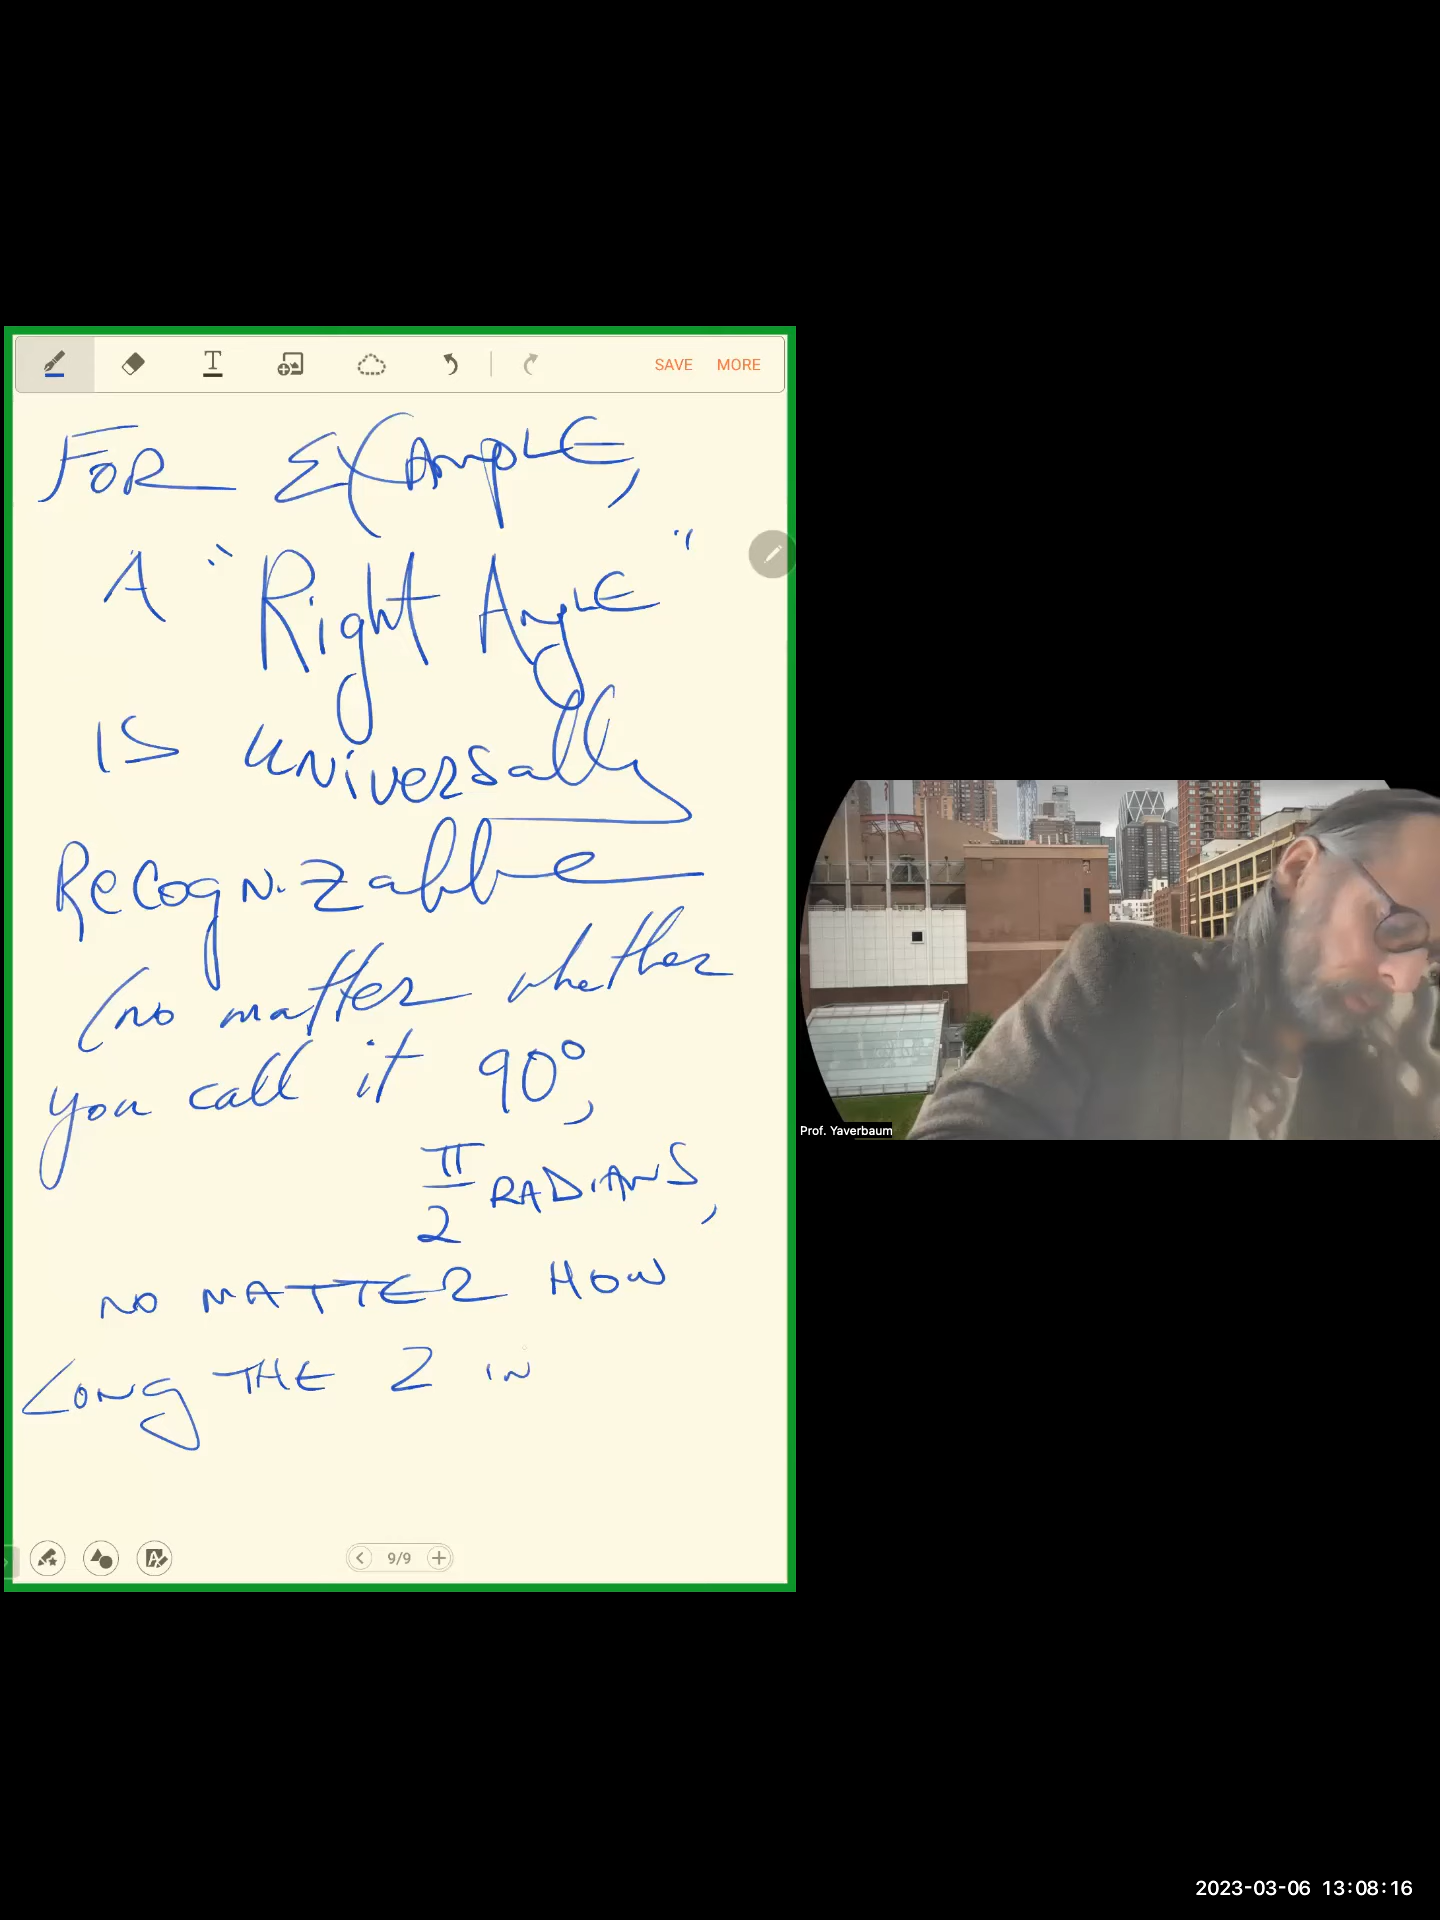 T
SAVE
MORE
FOR EXAMPLE,
A "Right AngLE"
IS universally
Recognizable
(no matter whether
you call it 90°,
π/2 RADIANS,
NO MATTER HOW
LONG THE 2 IN
A
9/9
Prof. Yaverbaum
2023-03-06 13:08:16